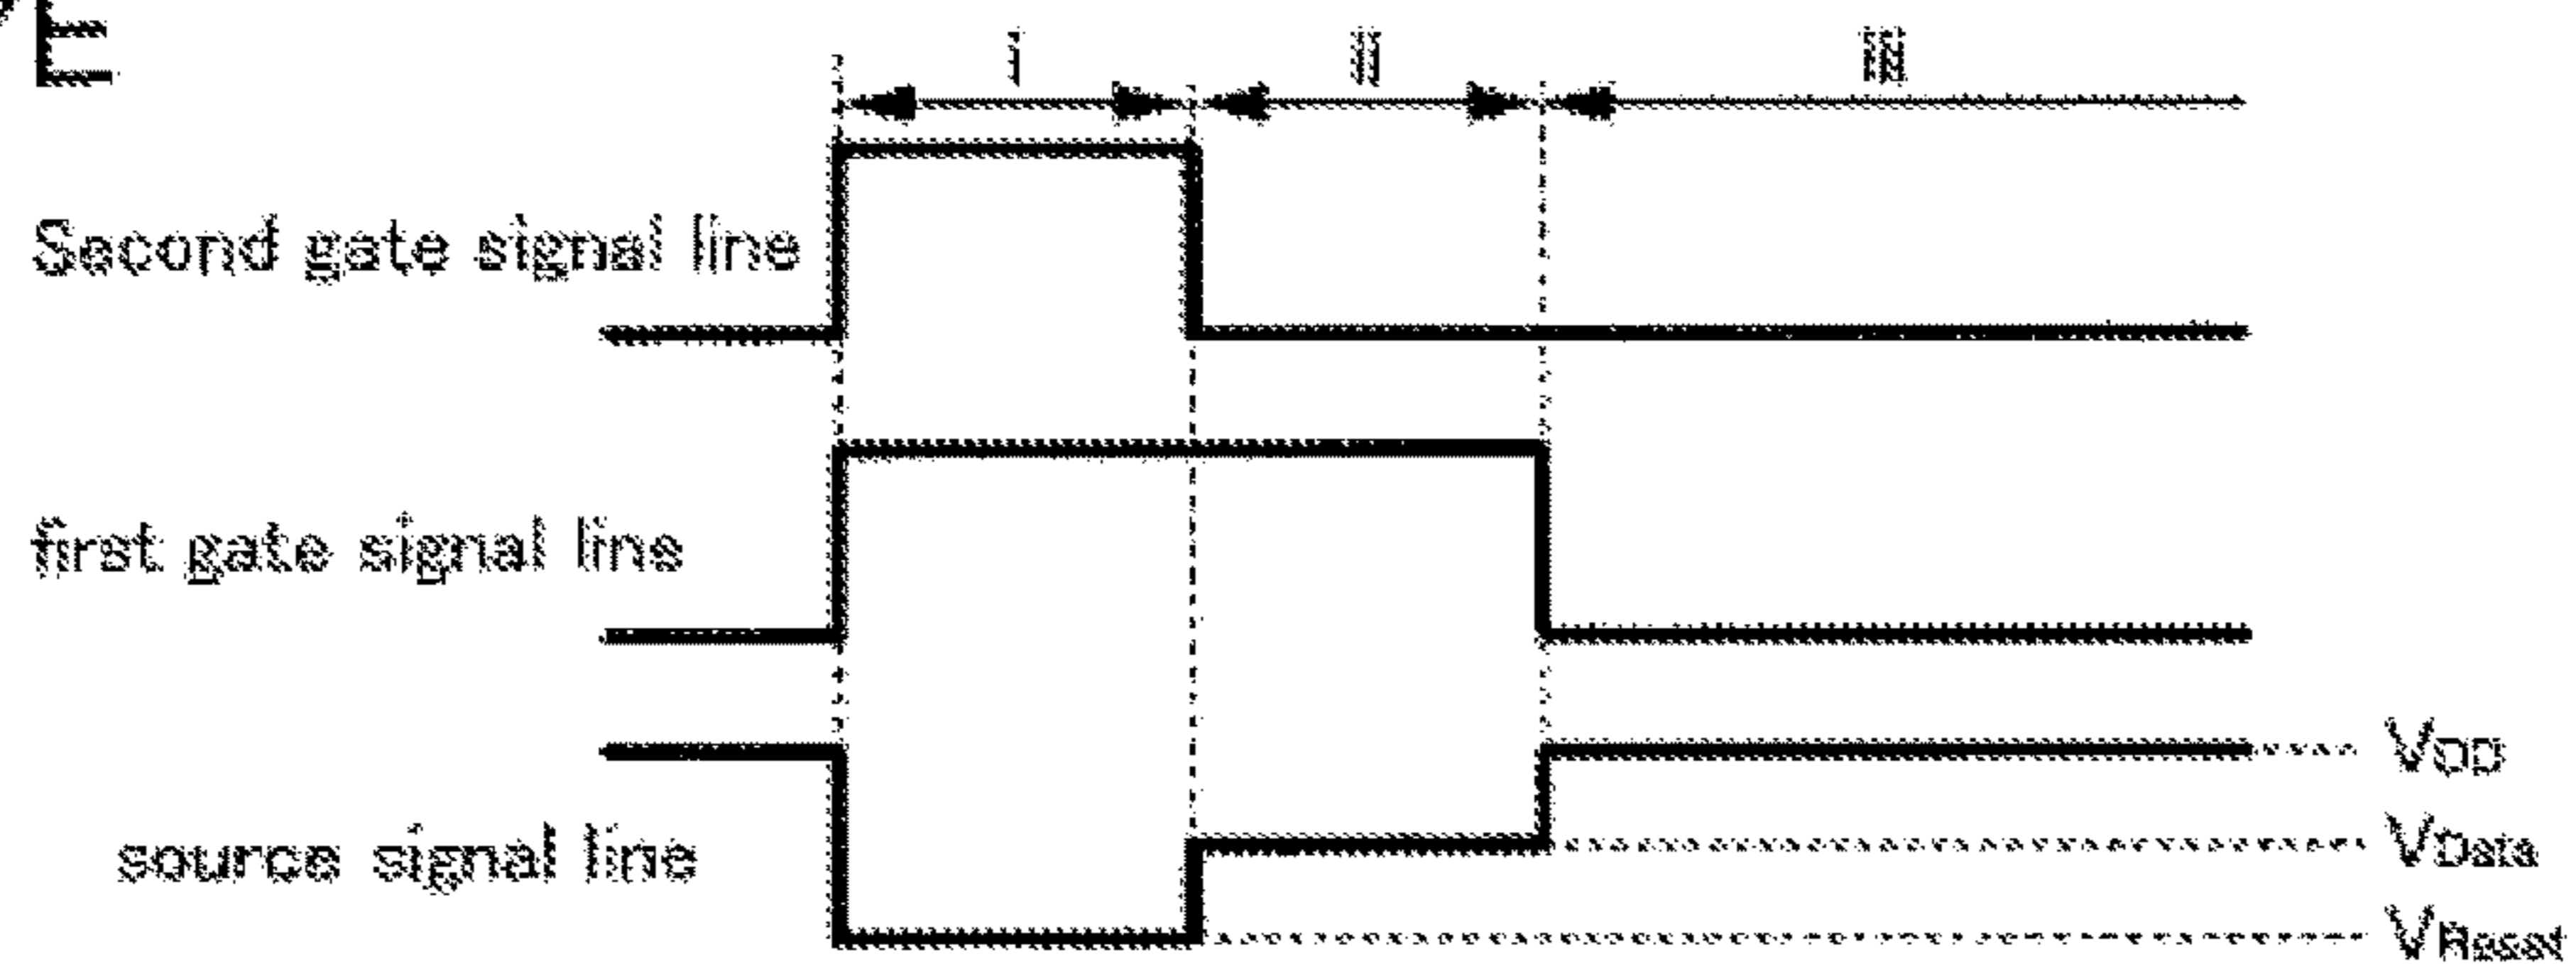 E
i ii iii
Second gate signal line
first gate signal line
VDD
source signal line
VData
VReset